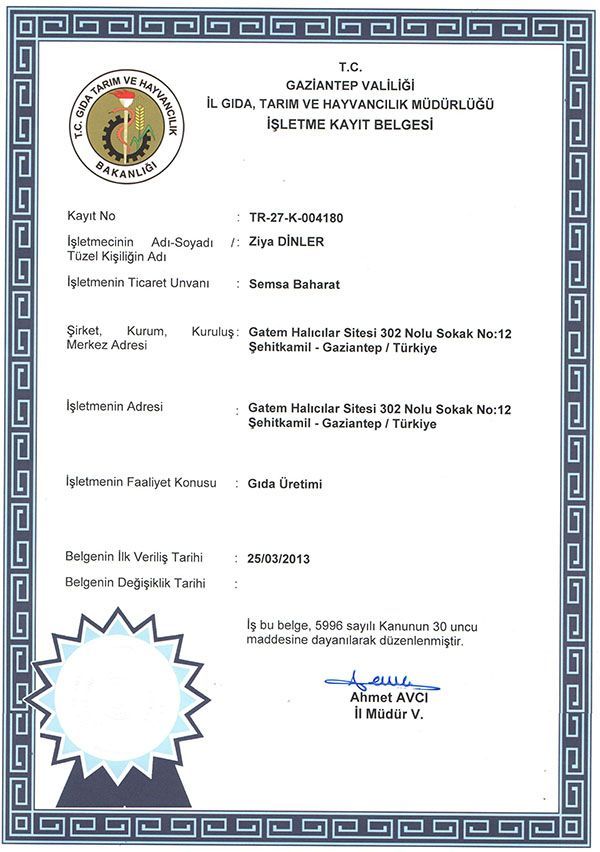 T.C.
GAZİANTEP VALİLİĞİ
İL GIDA, TARIM VE HAYVANCILIK MÜDÜRLÜĞÜ
İŞLETME KAYIT BELGESİ
T.C. GIDA TARIM VE HAYVANCILIK
BAKANLIĞI
Kayıt No : TR-27-K-004180
İşletmecinin Adı-Soyadı /: Ziya DİNLER
Tüzel Kişiliğin Adı
İşletmenin Ticaret Unvanı : Semsa Baharat
Şirket, Kurum, Kuruluş: Gatem Halıcılar Sitesi 302 Nolu Sokak No:12
Merkez Adresi Şehitkamil - Gaziantep / Türkiye
İşletmenin Adresi : Gatem Halıcılar Sitesi 302 Nolu Sokak No:12
Şehitkamil - Gaziantep / Türkiye
İşletmenin Faaliyet Konusu : Gıda Üretimi
Belgenin İlk Veriliş Tarihi : 25/03/2013
Belgenin Değişiklik Tarihi :
İş bu belge, 5996 sayılı Kanunun 30 uncu
maddesine dayanılarak düzenlenmiştir.
Ahmet AVCI
İl Müdür V.